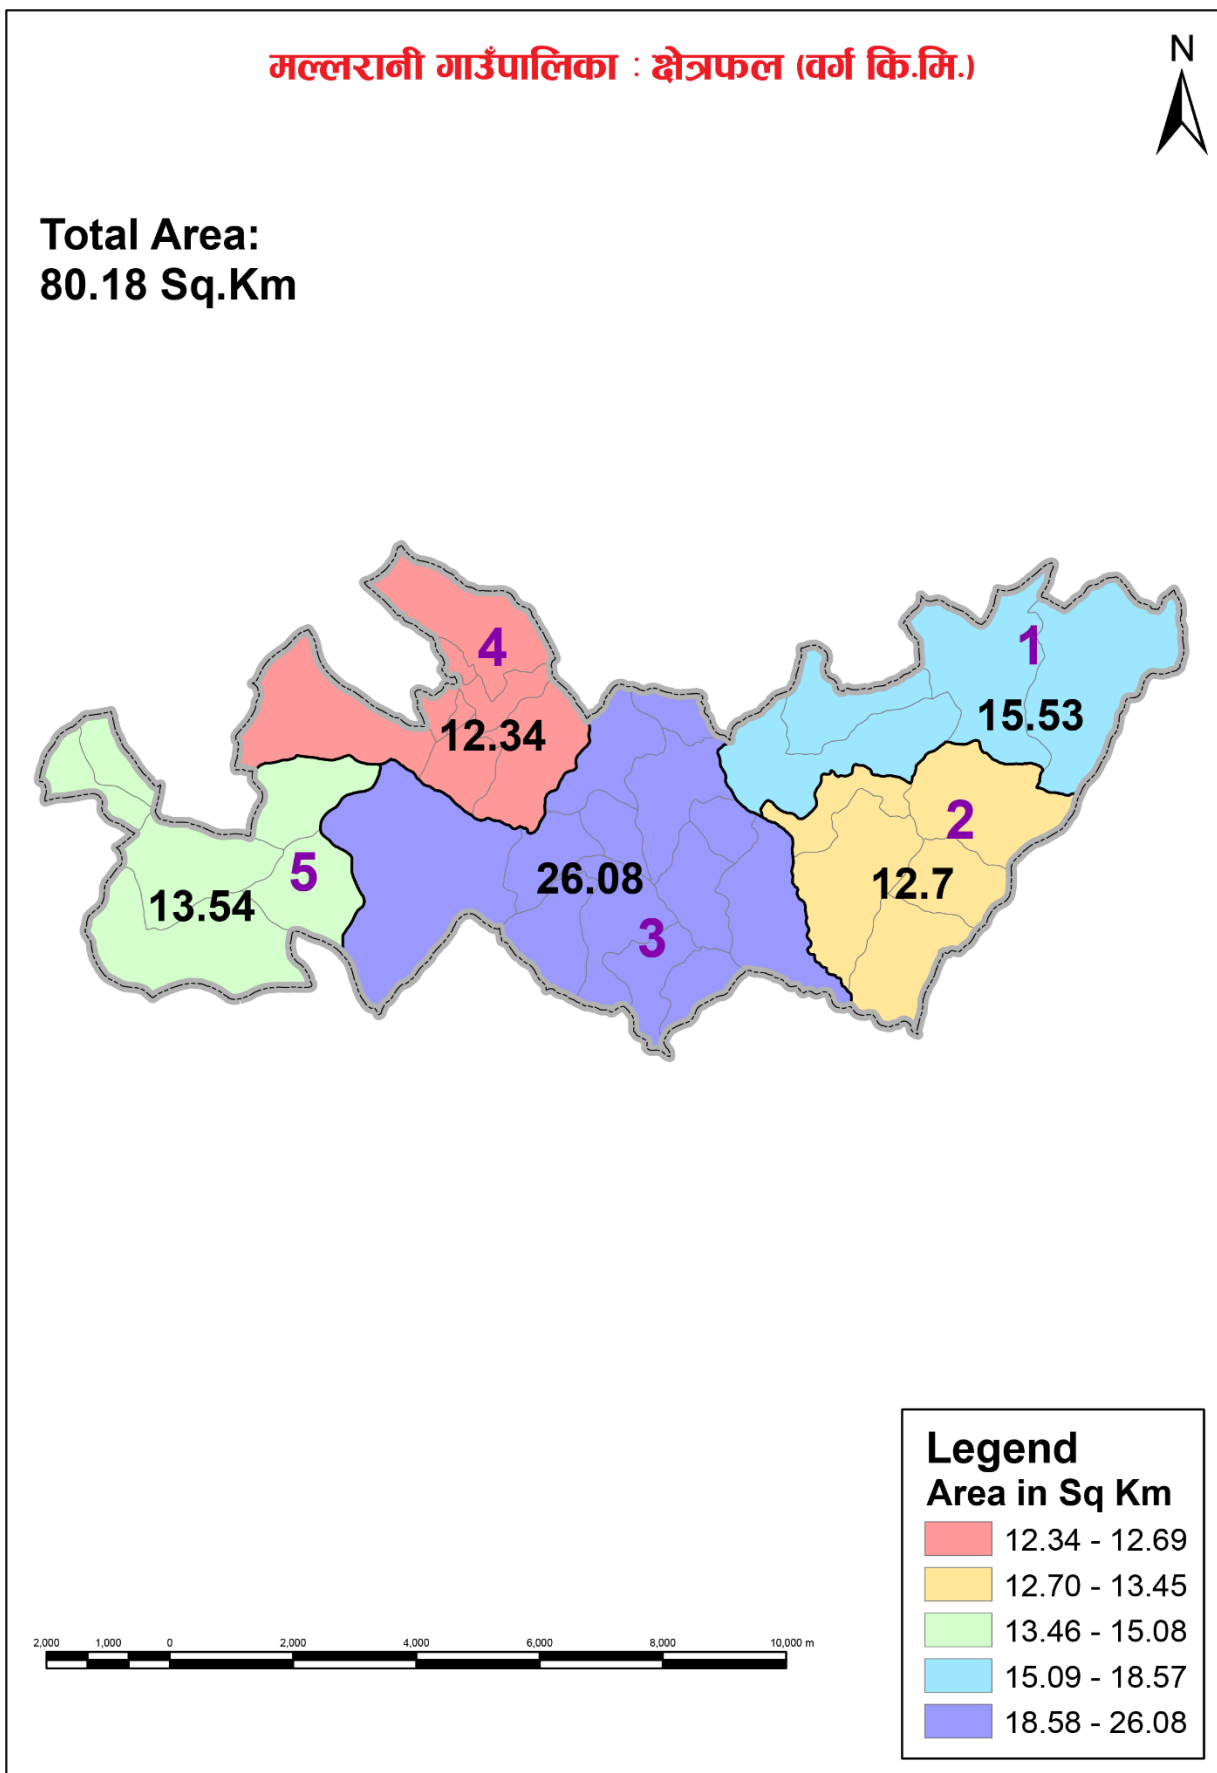 मल्लरानी गाउँपालिका : क्षेत्रफल (वर्ग कि.मि.)
N
Total Area:
80.18 Sq.Km
4
1
12.34
15.53
2
5
26.08
12.7
13.54
3
Legend
Area in Sq Km
12.34 - 12.69
12.70 - 13.45
13.46 - 15.08
15.09 - 18.57
18.58 - 26.08
2,000 1,000 0 2,000 4,000 6,000 8,000 10,000 m